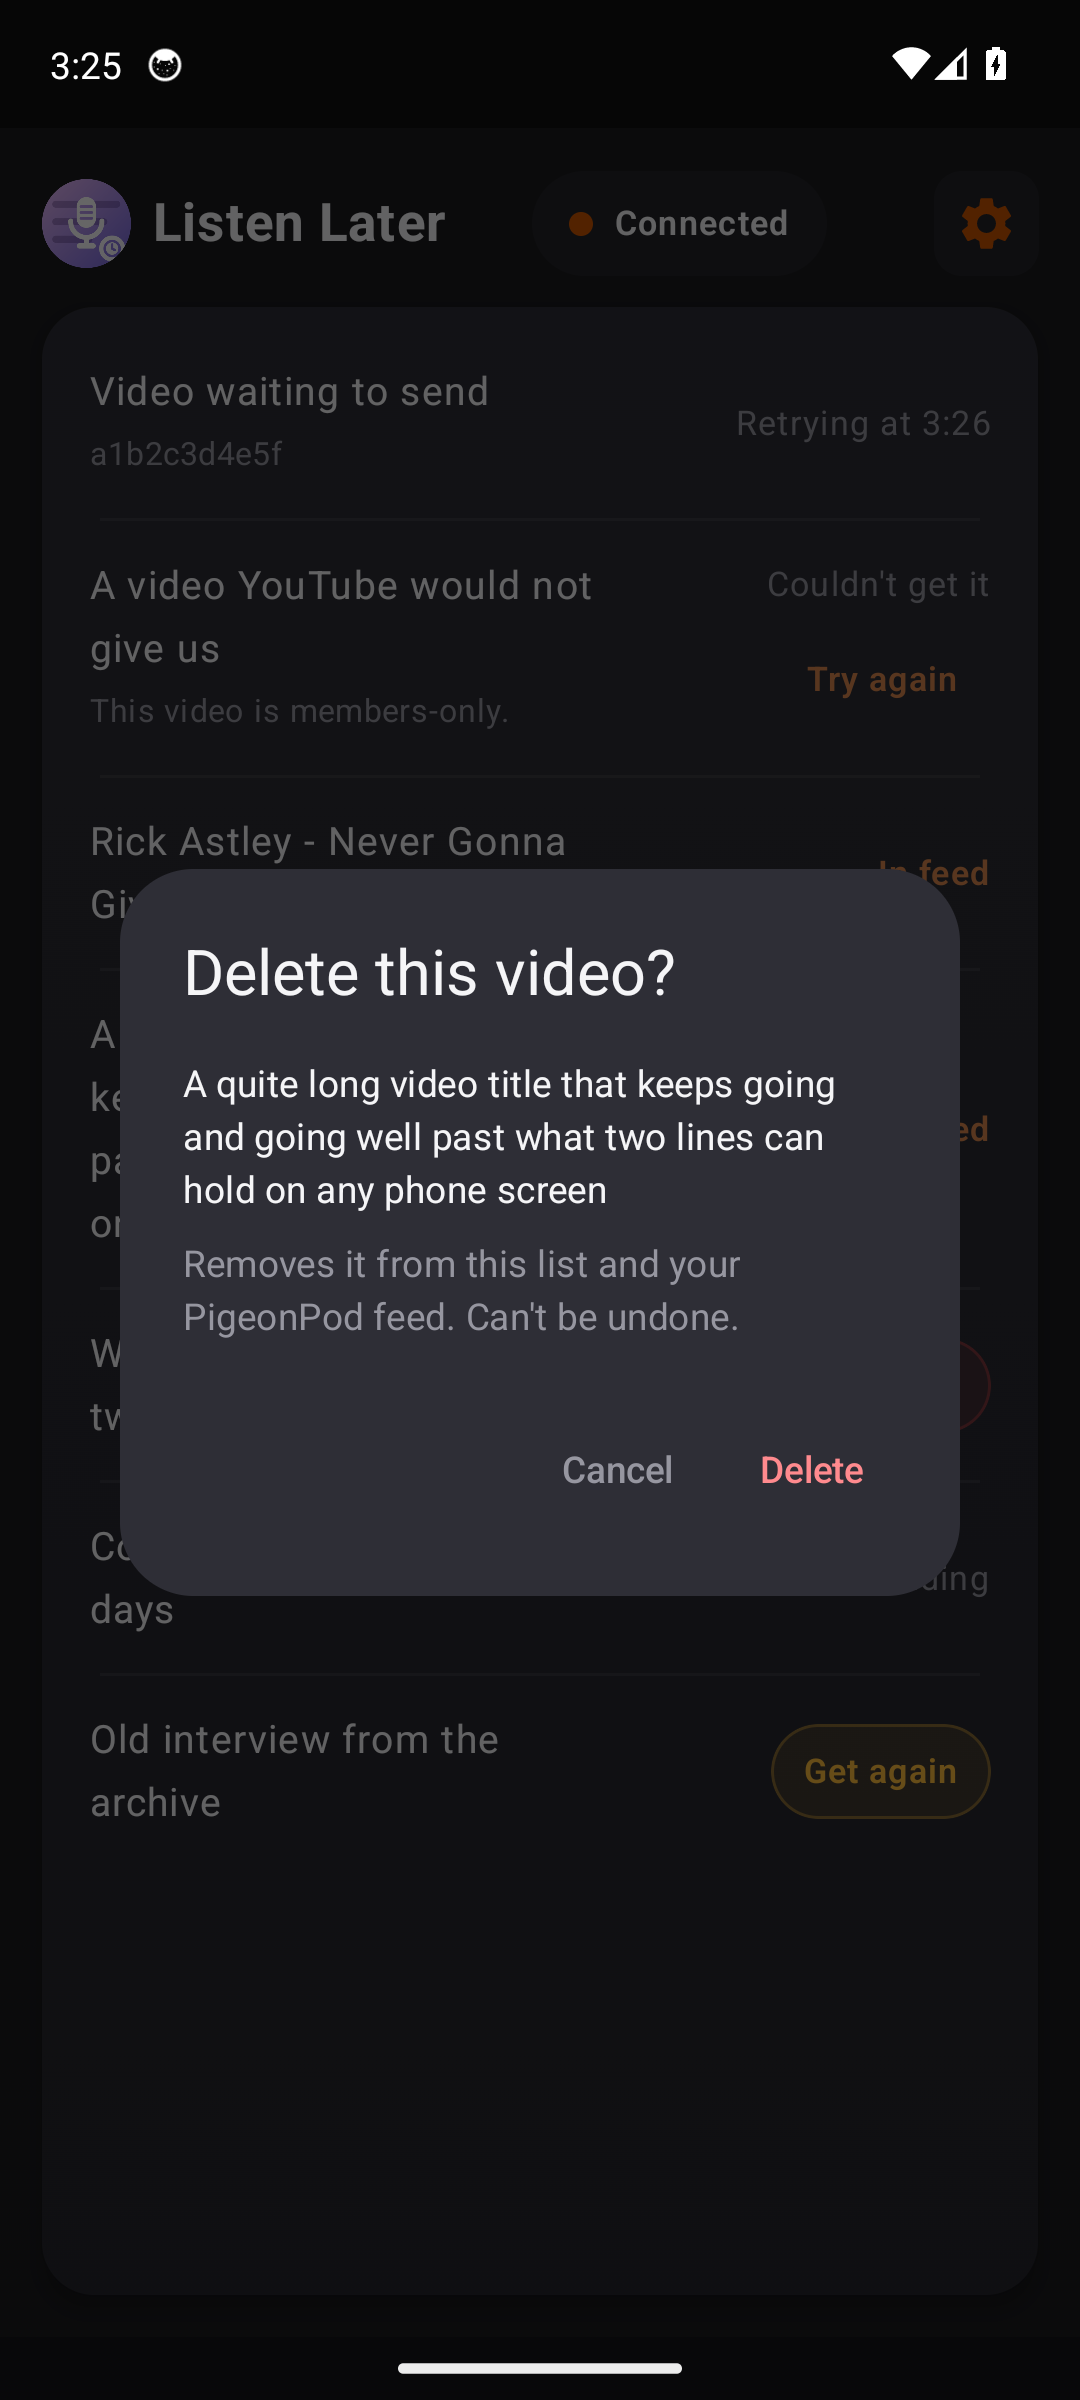 3:25
Listen Later
Connected
Video waiting to send
a1b2c3d4e5f
Retrying at 3:26
A video YouTube would not
give us
This video is members-only.
Couldn't get it
Try again
Rick Astley - Never Gonna
In feed
Delete this video?
A quite long video title that keeps going
and going well past what two lines can
hold on any phone screen
Removes it from this list and your
PigeonPod feed. Can't be undone.
Cancel
Delete
days
Old interview from the
archive
Get again